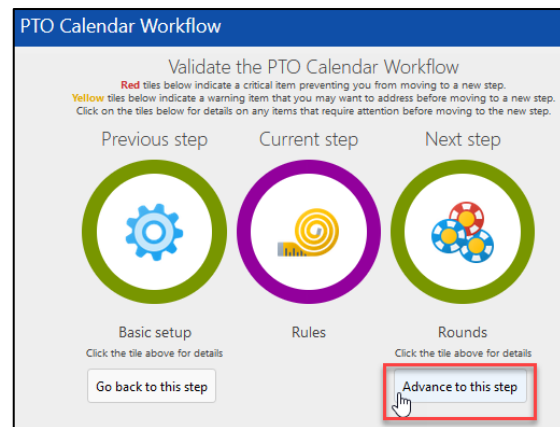 PTO Calendar Workflow
Validate the PTO Calendar Workflow
Red tiles below indicate a critical item preventing you from moving to a new step.
Yellow tiles below indicate a warning item that you may want to address before moving to a new step.
Click on the tiles below for details on any items that require attention before moving to the new step.
Previous step Current step Next step
Basic setup Rules Rounds
Click the tile above for details Click the tile above for details
Go back to this step Advance to this step